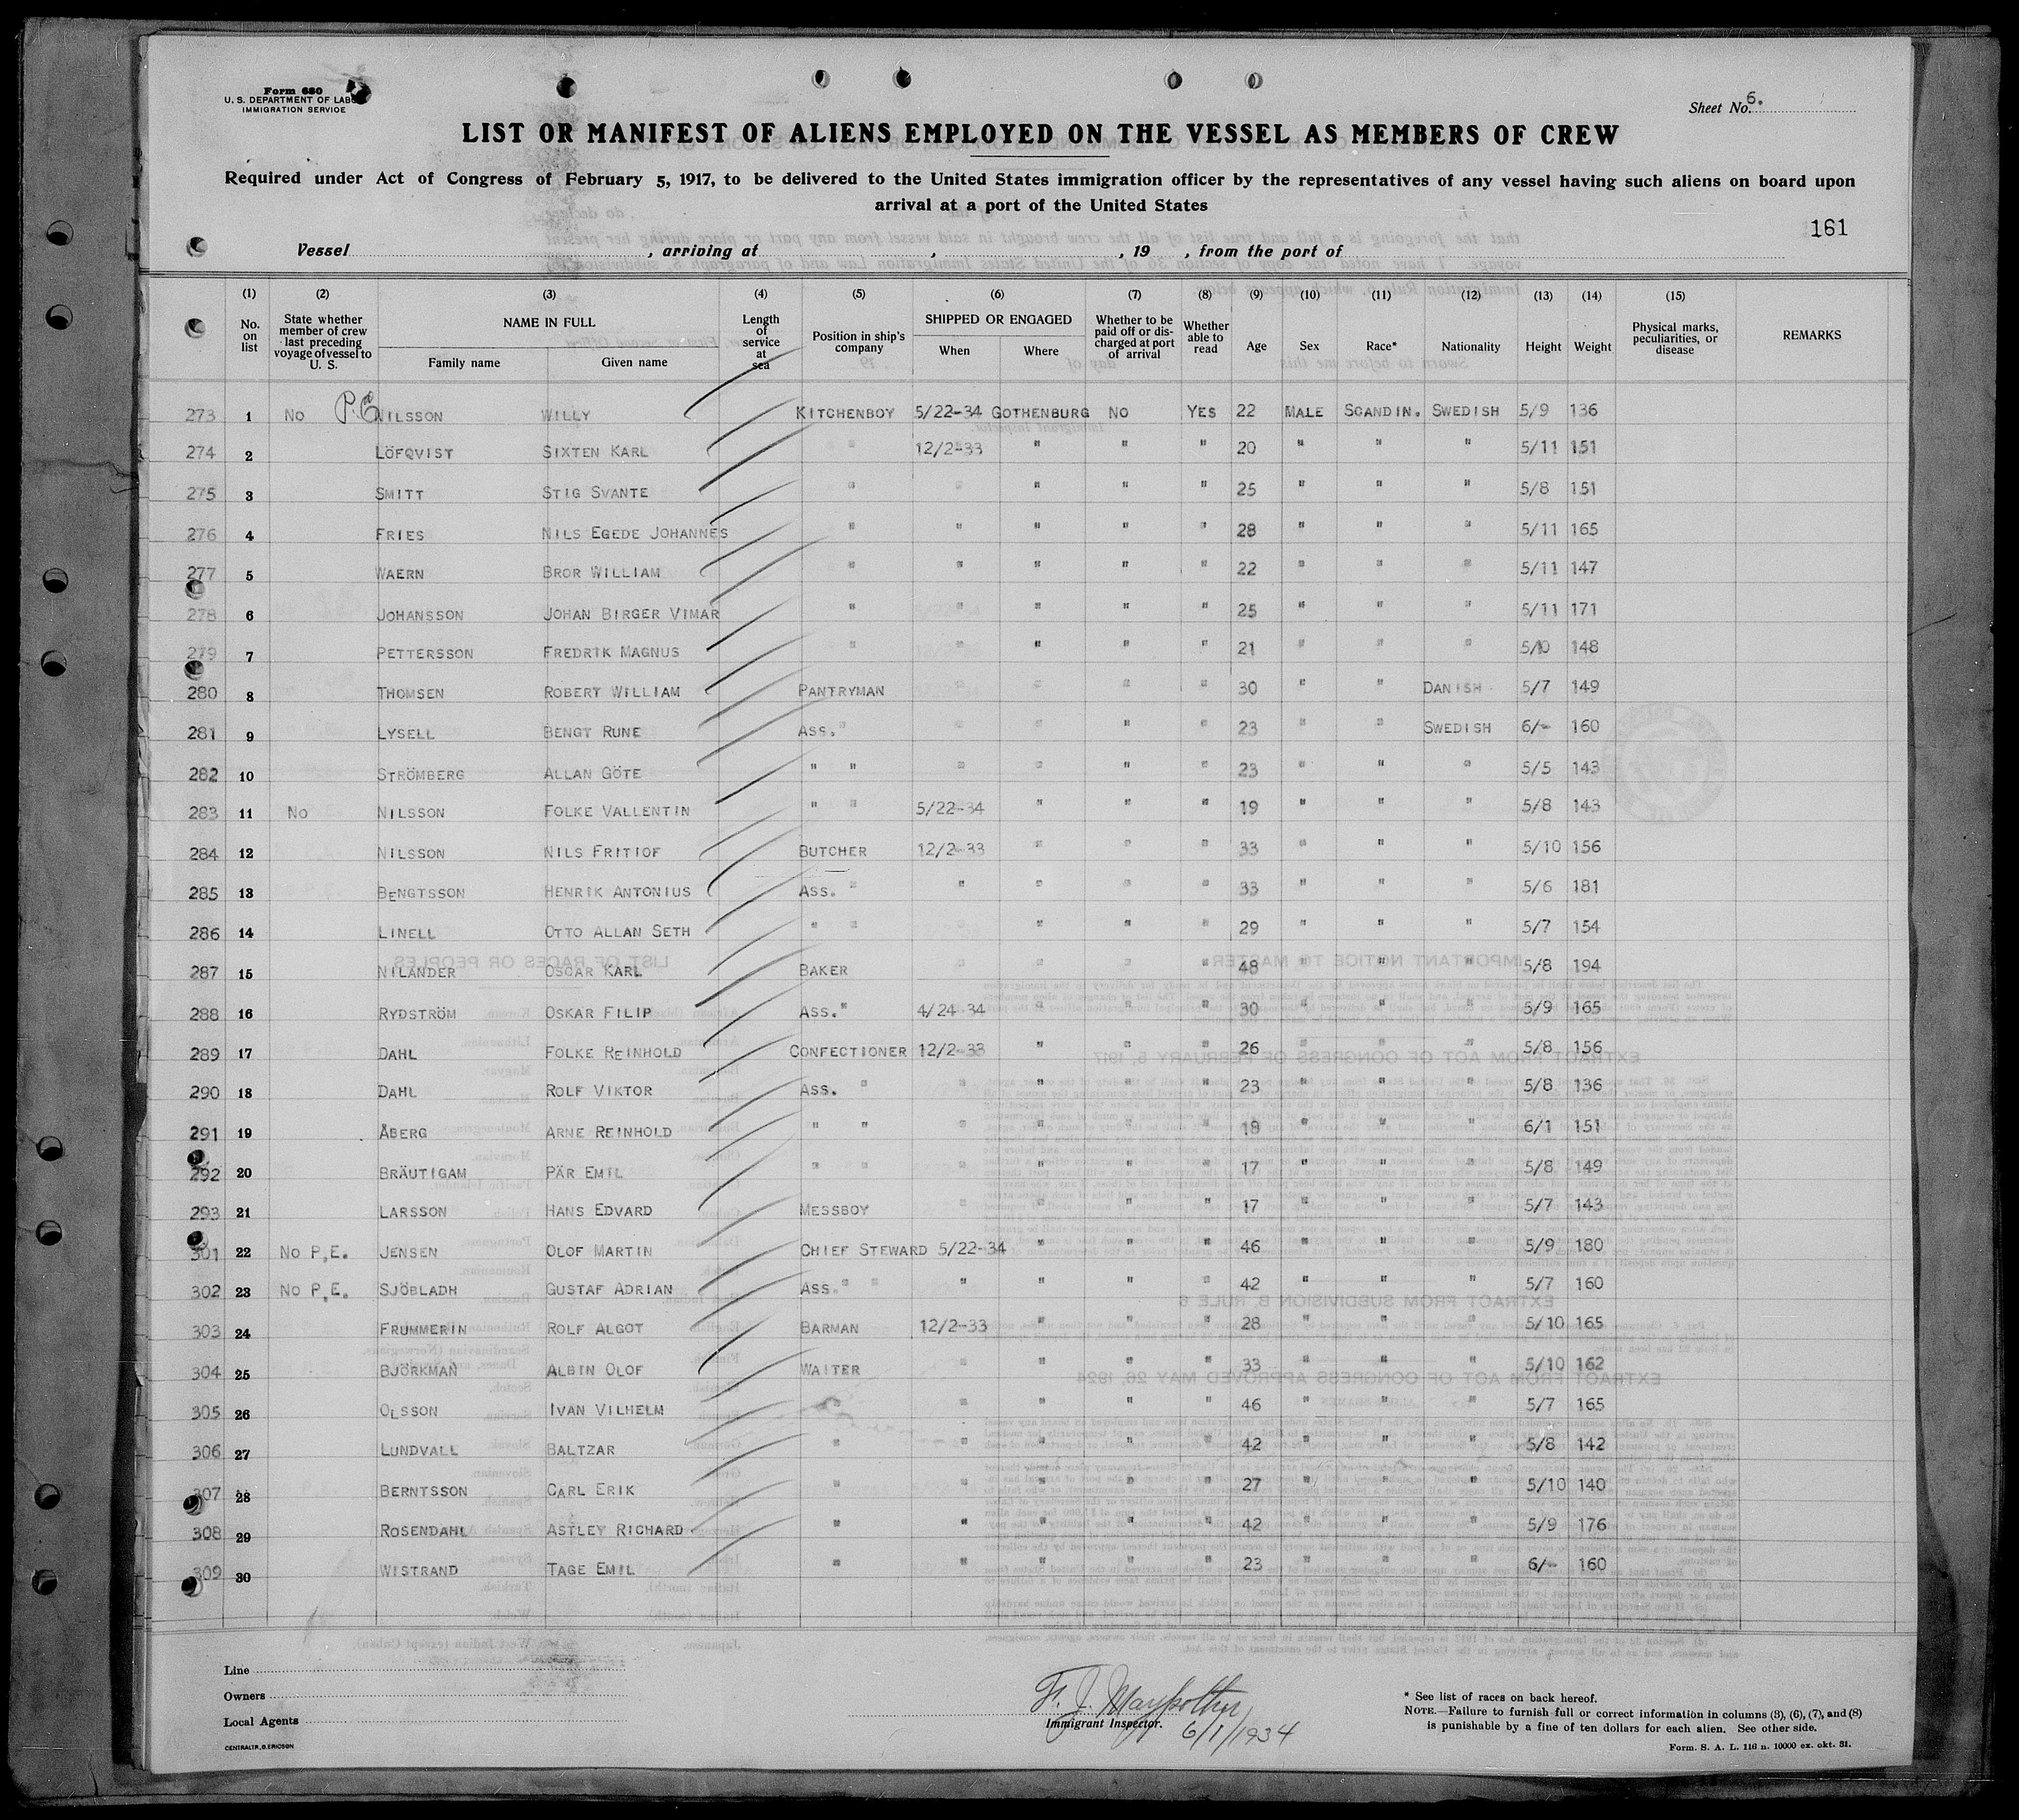 Form 680
U. S. DEPARTMENT OF LABOR
IMMIGRATION SERVICE
Sheet No. 6.
LIST OR MANIFEST OF ALIENS EMPLOYED ON THE VESSEL AS MEMBERS OF CREW
Required under Act of Congress of February 5, 1917, to be delivered to the United States immigration officer by the representatives of any vessel having such aliens on board upon
arrival at a port of the United States
161
Vessel , arriving at , , 19 , from the port of
(1) (2) (3) (4) (5) (6) (7) (8) (9) (10) (11) (12) (13) (14) (15)
No. on list State whether member of crew last preceding voyage of vessel to U. S. NAME IN FULL Family name Given name Length of service at sea Position in ship's company SHIPPED OR ENGAGED When Where Whether to be paid off or discharged at port of arrival Whether able to read Age Sex Race* Nationality Height Weight Physical marks, peculiarities, or disease REMARKS
273 1 No P.E. NILSSON WILLY KITCHENBOY 5/22-34 GOTHENBURG NO YES 22 MALE SCANDIN. SWEDISH 5/9 136
274 2 LÖFQVIST SIXTEN KARL " 12/2-33 " " " 20 " " " 5/11 151
275 3 SMITT STIG SVANTE " " " " " 25 " " " 5/8 151
276 4 FRIES NILS EGEDE JOHANNES " " " " " 28 " " " 5/11 165
277 5 WAERN BROR WILLIAM " " " " " 22 " " " 5/11 147
278 6 JOHANSSON JOHAN BIRGER VIMAR " " " " " 25 " " " 5/11 171
279 7 PETTERSSON FREDRIK MAGNUS " " " " " 21 " " " 5/10 148
280 8 THOMSEN ROBERT WILLIAM PANTRYMAN " " " " 30 " " DANISH 5/7 149
281 9 LYSELL BENGT RUNE ASS. " " " " " 23 " " SWEDISH 6/- 160
282 10 STRÖMBERG ALLAN GÖTE " " " " " " 23 " " " 5/5 143
283 11 No NILSSON FOLKE VALLENTIN " " 5/22-34 " " " 19 " " " 5/8 143
284 12 NILSSON NILS FRITIOF BUTCHER 12/2-33 " " " 33 " " " 5/10 156
285 13 BENGTSSON HENRIK ANTONIUS ASS. " " " " " 33 " " " 5/6 181
286 14 LINELL OTTO ALLAN SETH " " " " " 29 " " " 5/7 154
287 15 NILANDER OSCAR KARL BAKER " " " " 48 " " " 5/8 194
288 16 RYDSTRÖM OSKAR FILIP ASS. " 4/24-34 " " " 30 " " " 5/9 165
289 17 DAHL FOLKE REINHOLD CONFECTIONER 12/2-33 " " " 26 " " " 5/8 156
290 18 DAHL ROLF VIKTOR ASS. " " " " " 23 " " " 5/8 136
291 19 ÅBERG ARNE REINHOLD " " " " " " 18 " " " 6/1 151
292 20 BRÄUTIGAM PÄR EMIL " " " " " " 17 " " " 5/8 149
293 21 LARSSON HANS EDVARD MESSBOY " " " " 17 " " " 5/7 143
301 22 No P.E. JENSEN OLOF MARTIN CHIEF STEWARD 5/22-34 " " " 46 " " " 5/9 180
302 23 No P.E. SJÖBLADH GUSTAF ADRIAN ASS. " " " " " " 42 " " " 5/7 160
303 24 FRUMMERIN ROLF ALGOT BARMAN 12/2-33 " " " 28 " " " 5/10 165
304 25 BJÖRKMAN ALBIN OLOF WAITER " " " " 33 " " " 5/10 162
305 26 OLSSON IVAN VILHELM " " " " " 46 " " " 5/7 165
306 27 LUNDVALL BALTZAR " " " " " 42 " " " 5/8 142
307 28 BERNTSSON CARL ERIK " " " " " 27 " " " 5/10 140
308 29 ROSENDAHL ASTLEY RICHARD " " " " " 42 " " " 5/9 176
309 30 WISTRAND TAGE EMIL " " " " " 23 " " " 6/- 160
Line
Owners
Local Agents
CENTRALTR., G. ERICSON
F. J. Maypother
Immigrant Inspector.
6/1/1934
* See list of races on back hereof.
NOTE.—Failure to furnish full or correct information in columns (3), (6), (7), and (8)
is punishable by a fine of ten dollars for each alien. See other side.
Form. S. A. L. 116 n. 10000 ex. okt. 31.